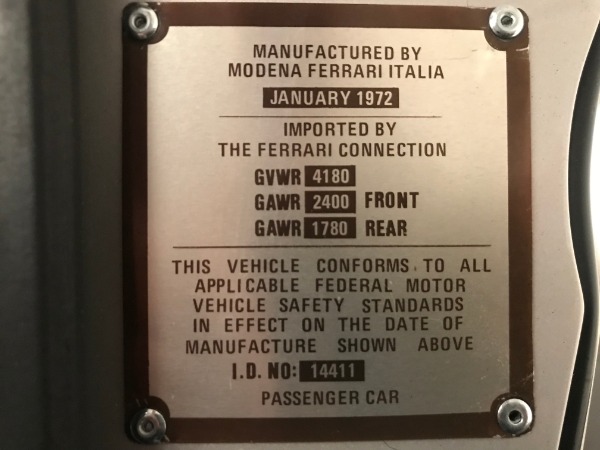 MANUFACTURED BY
MODENA FERRARI ITALIA
JANUARY 1972
IMPORTED BY
THE FERRARI CONNECTION
GVWR 4180
GAWR 2400 FRONT
GAWR 1780 REAR
THIS VEHICLE CONFORMS TO ALL
APPLICABLE FEDERAL MOTOR
VEHICLE SAFETY STANDARDS
IN EFFECT ON THE DATE OF
MANUFACTURE SHOWN ABOVE
I.D. NO: 14411
PASSENGER CAR